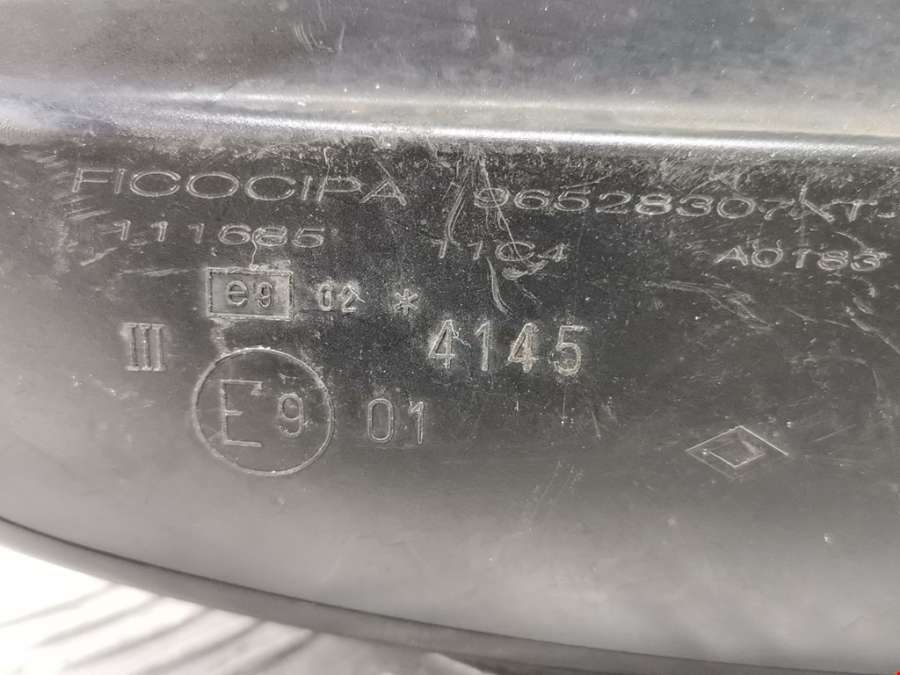 FICOCIPA 96528307XT-
111685 11C4 A0183
e9 02 *
III 4145
E9 01